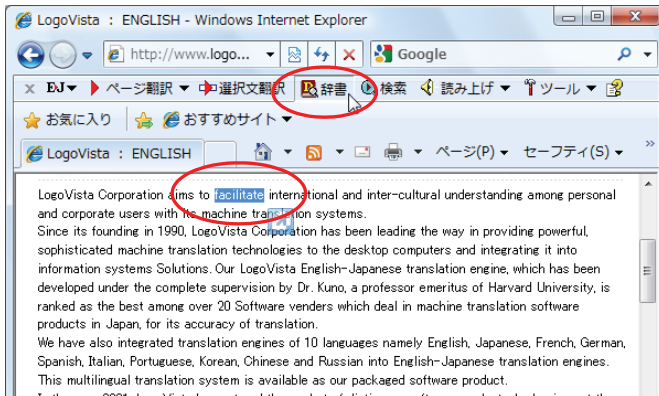 LogoVista : ENGLISH - Windows Internet Explorer
http://www.logo... Google
x EJ ページ翻訳 選択文翻訳 辞書 検索 読み上げ ツール
お気に入り おすすめサイト
LogoVista : ENGLISH ページ(P) セーフティ(S) »
LogoVista Corporation aims to facilitate international and inter-cultural understanding among personal
and corporate users with its machine translation systems.
Since its founding in 1990, LogoVista Corporation has been leading the way in providing powerful,
sophisticated machine translation technologies to the desktop computers and integrating it into
information systems Solutions. Our LogoVista English-Japanese translation engine, which has been
developed under the complete supervision by Dr. Kuno, a professor emeritus of Harvard University, is
ranked as the best among over 20 Software venders which deal in machine translation software
products in Japan, for its accuracy of translation.
We have also integrated translation engines of 10 languages namely English, Japanese, French, German,
Spanish, Italian, Portuguese, Korean, Chinese and Russian into English-Japanese translation engines.
This multilingual translation system is available as our packaged software product.